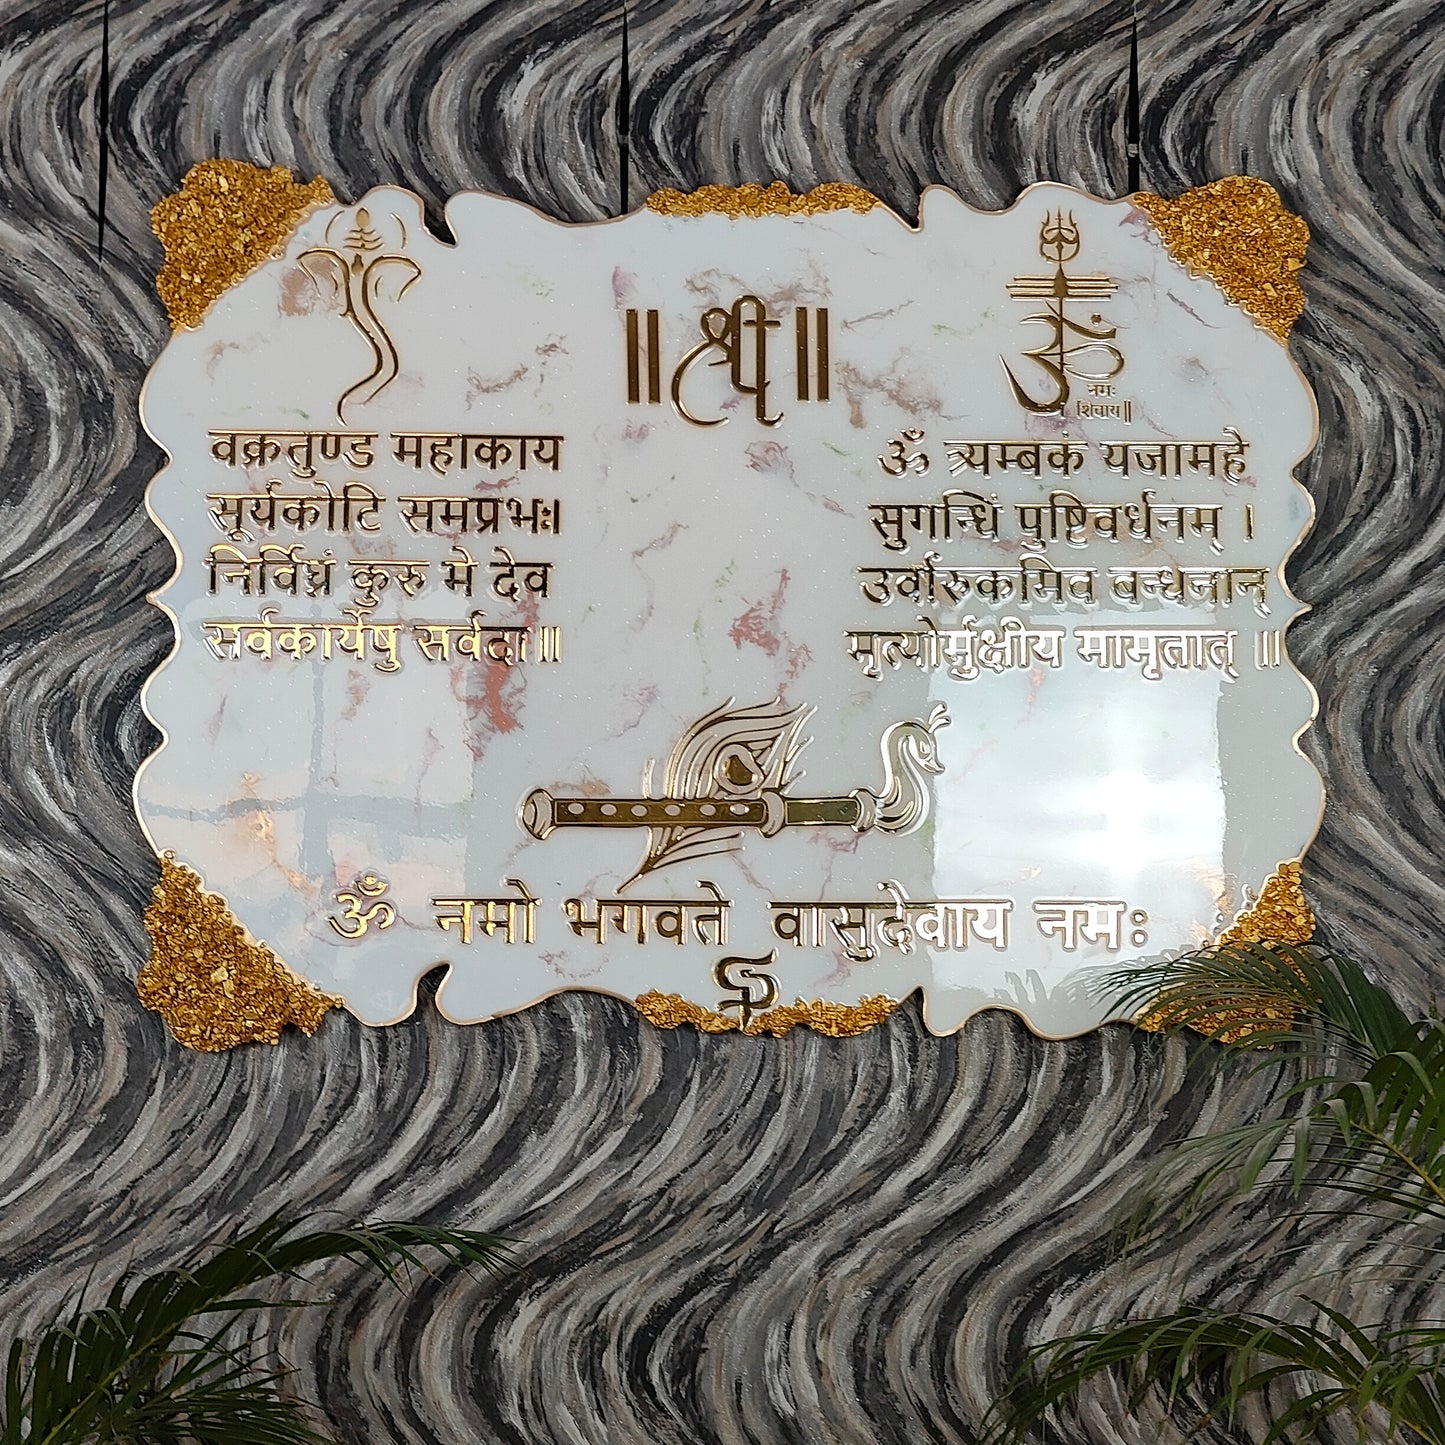 ॥ श्री ॥
वक्रतुण्ड महाकाय
सूर्यकोटि समप्रभः।
निर्विघ्नं कुरु मे देव
सर्वकार्येषु सर्वदा॥
ॐ
नमः
शिवाय॥
ॐ त्र्यम्बकं यजामहे
सुगन्धिं पुष्टिवर्धनम् ।
उर्वारुकमिव बन्धनान्
मृत्योर्मुक्षीय मामृतात् ॥
ॐ नमो भगवते वासुदेवाय नमः